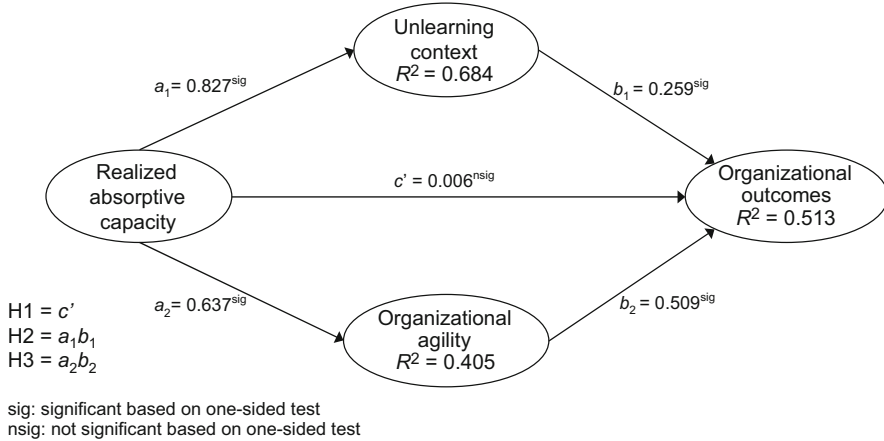 Unlearning
context
R² = 0.684
a₁= 0.827ˢⁱᵍ
b₁ = 0.259ˢⁱᵍ
Realized
absorptive
capacity
c' = 0.006ⁿˢⁱᵍ
Organizational
outcomes
R² = 0.513
a₂= 0.637ˢⁱᵍ
b₂ = 0.509ˢⁱᵍ
Organizational
agility
R² = 0.405
H1 = c'
H2 = a₁b₁
H3 = a₂b₂
sig: significant based on one-sided test
nsig: not significant based on one-sided test